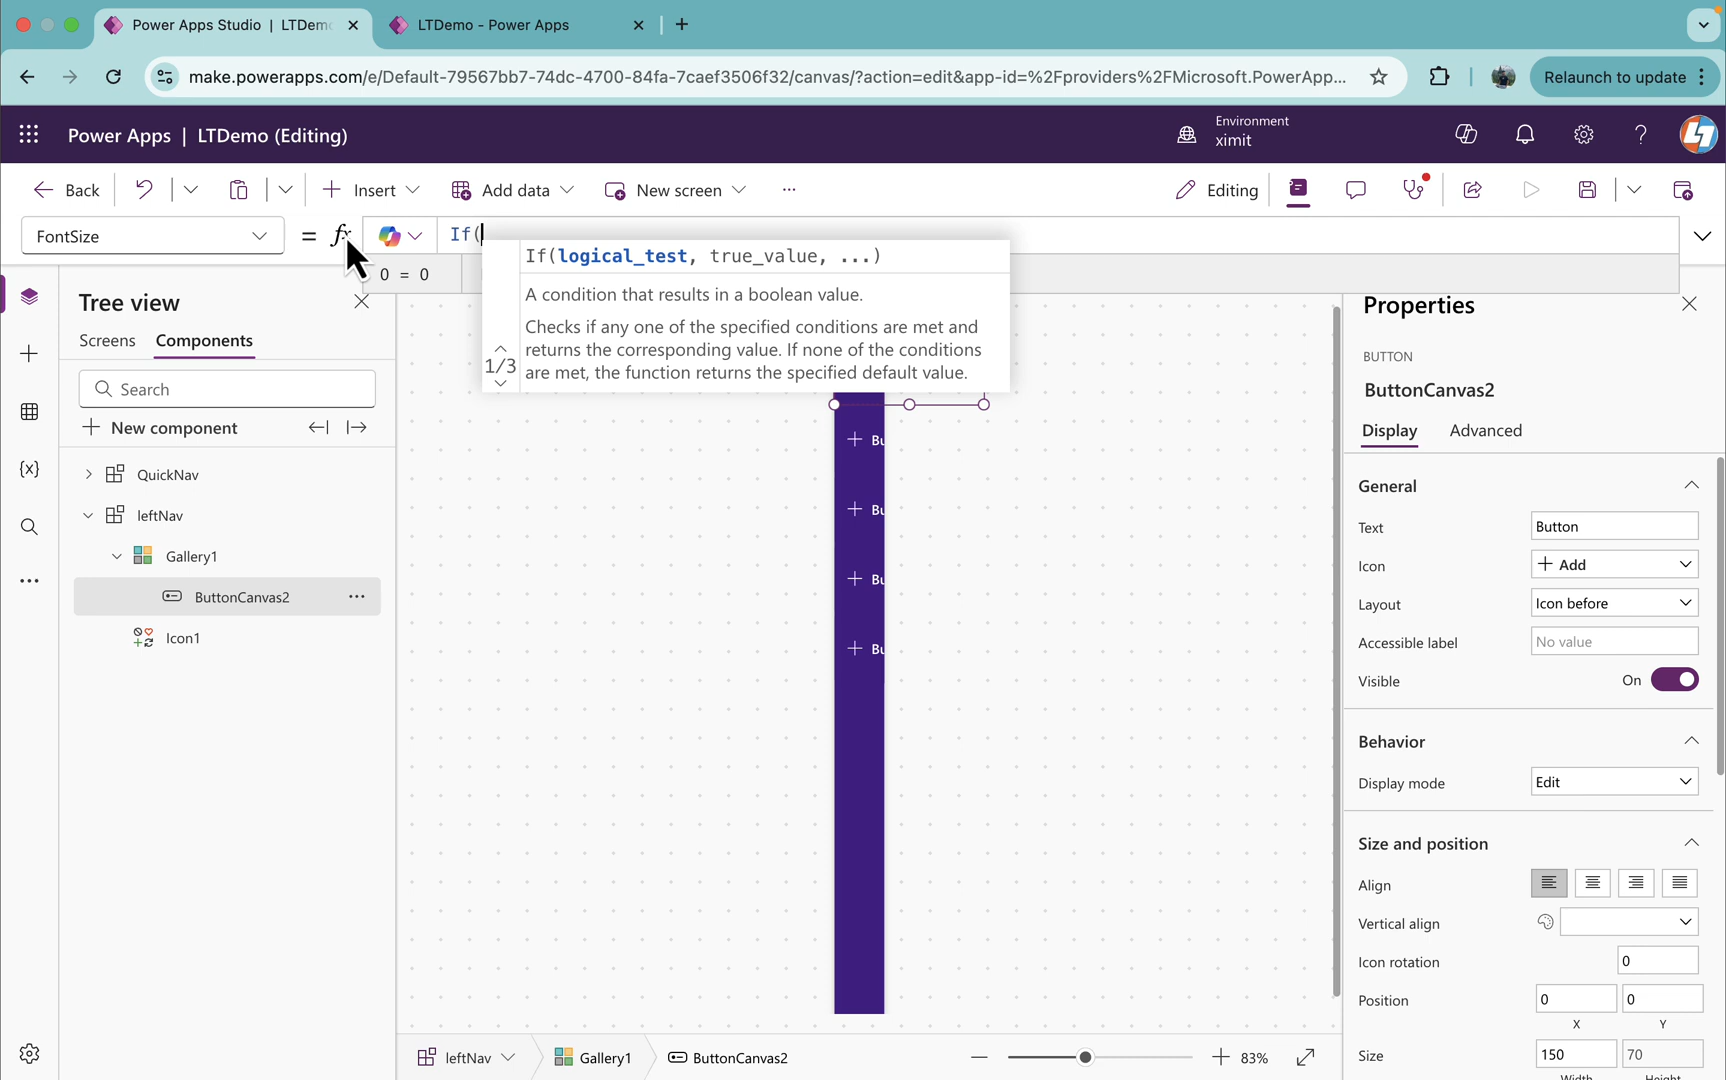 Power Apps Studio | LTDemo
LTDemo - Power Apps
make.powerapps.com/e/Default-79567bb7-74dc-4700-84fa-7caef3506f32/canvas/?action=edit&app-id=%2Fproviders%2FMicrosoft.PowerApp...
Relaunch to update
Power Apps | LTDemo (Editing)
Environment
ximit
Back
Insert
Add data
New screen
...
Editing
FontSize
= fx
If(
If(logical_test, true_value, ...)
0 = 0
A condition that results in a boolean value.
Checks if any one of the specified conditions are met and
returns the corresponding value. If none of the conditions
are met, the function returns the specified default value.
1/3
Tree view
Screens
Components
Search
New component
QuickNav
leftNav
Gallery1
ButtonCanvas2
...
Icon1
Bu
Bu
Bu
Bu
Properties
BUTTON
ButtonCanvas2
Display
Advanced
General
Text
Button
Icon
Add
Layout
Icon before
Accessible label
No value
Visible
On
Behavior
Display mode
Edit
Size and position
Align
Vertical align
Icon rotation
0
Position
0
0
X
Y
Size
150
70
Width
Height
leftNav
Gallery1
ButtonCanvas2
83%